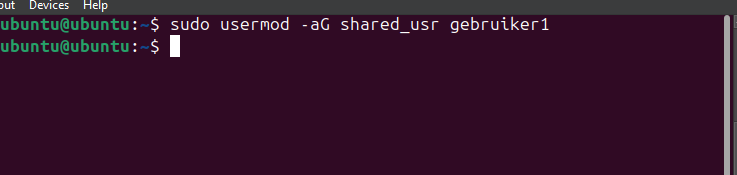 out Devices Help
ubuntu@ubuntu:~$ sudo usermod -aG shared_usr gebruiker1
ubuntu@ubuntu:~$